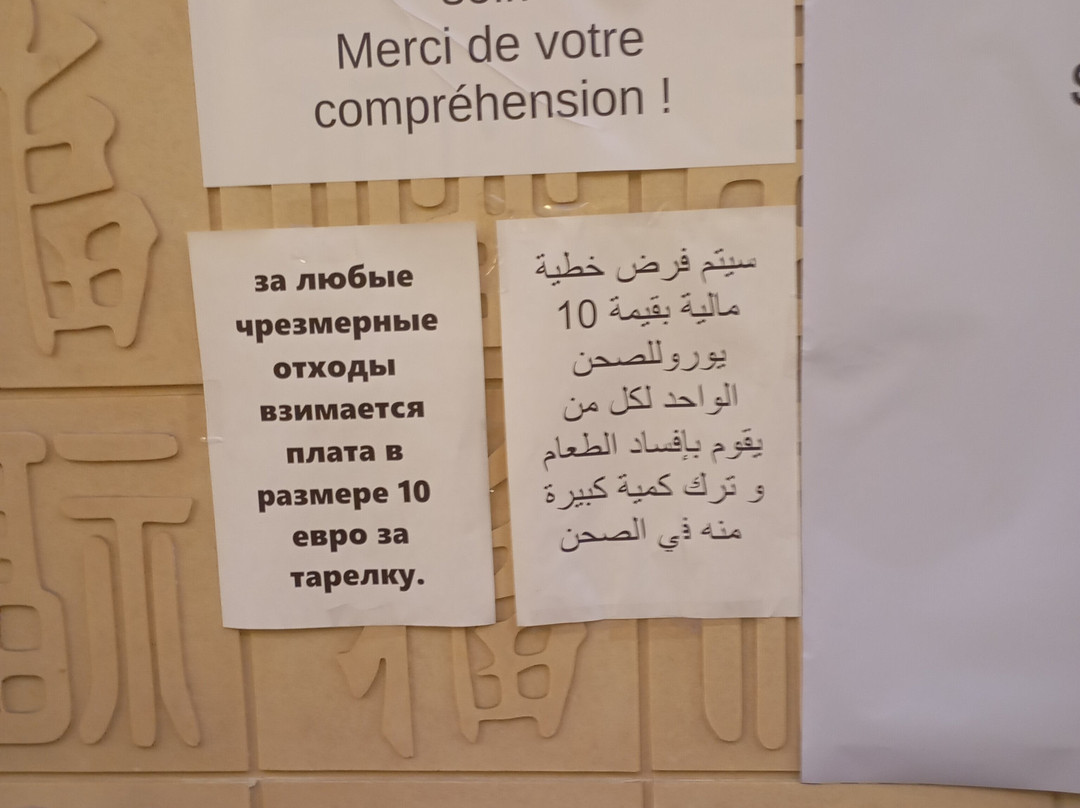 Merci de votre
compréhension !
за любые
чрезмерные
отходы
взимается
плата в
размере 10
евро за
тарелку.
سيتم فرض خطية
مالية بقيمة 10
يوروللصحن
الواحد لكل من
يقوم بإفساد الطعام
و ترك كمية كبيرة
منه في الصحن